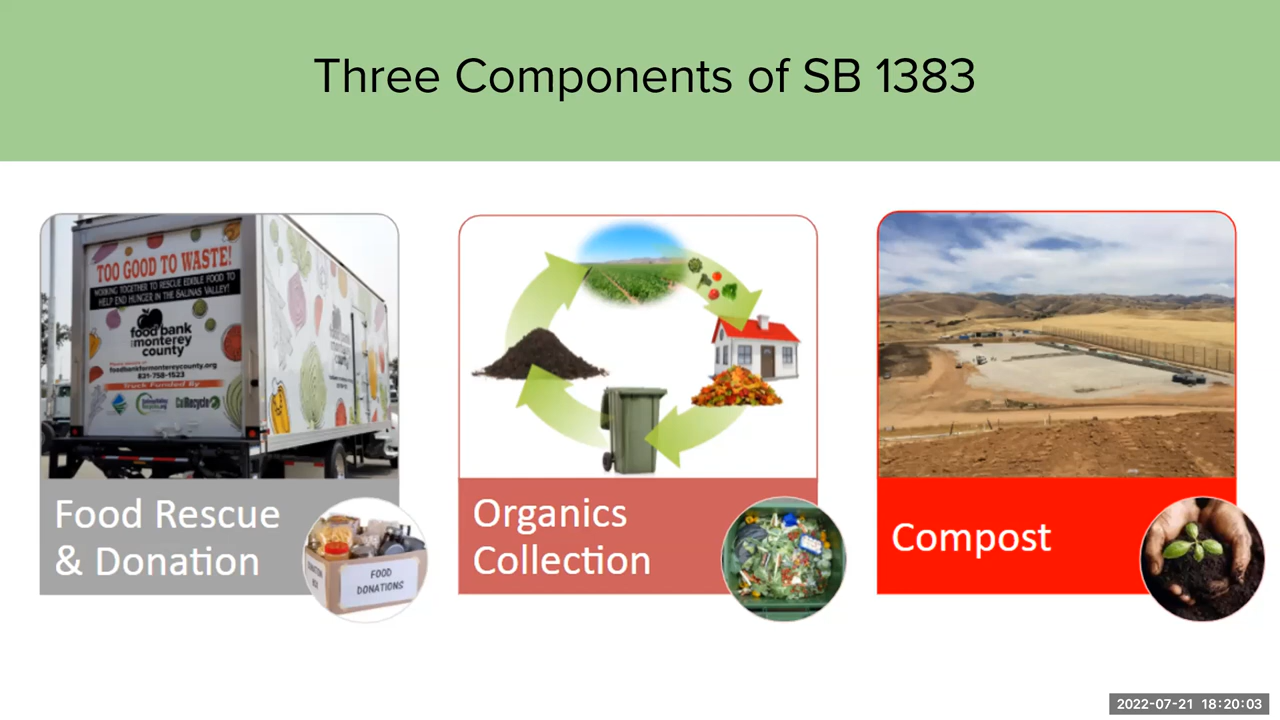 Three Components of SB 1383
TOO GOOD TO WASTE!
WORKING TOGETHER TO RESCUE EDIBLE FOOD TO
HELP END HUNGER IN THE SALINAS VALLEY!
food bank
for monterey
county
foodbankformontereycounty.org
831-758-1523
Truck Funded By
CalRecycle
Food Rescue
& Donation
FOOD
DONATIONS
Organics
Collection
Compost
2022-07-21 18:20:03